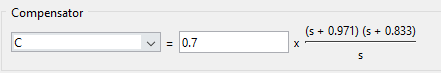 Compensator
C = 0.7 x (s + 0.971) (s + 0.833)
s